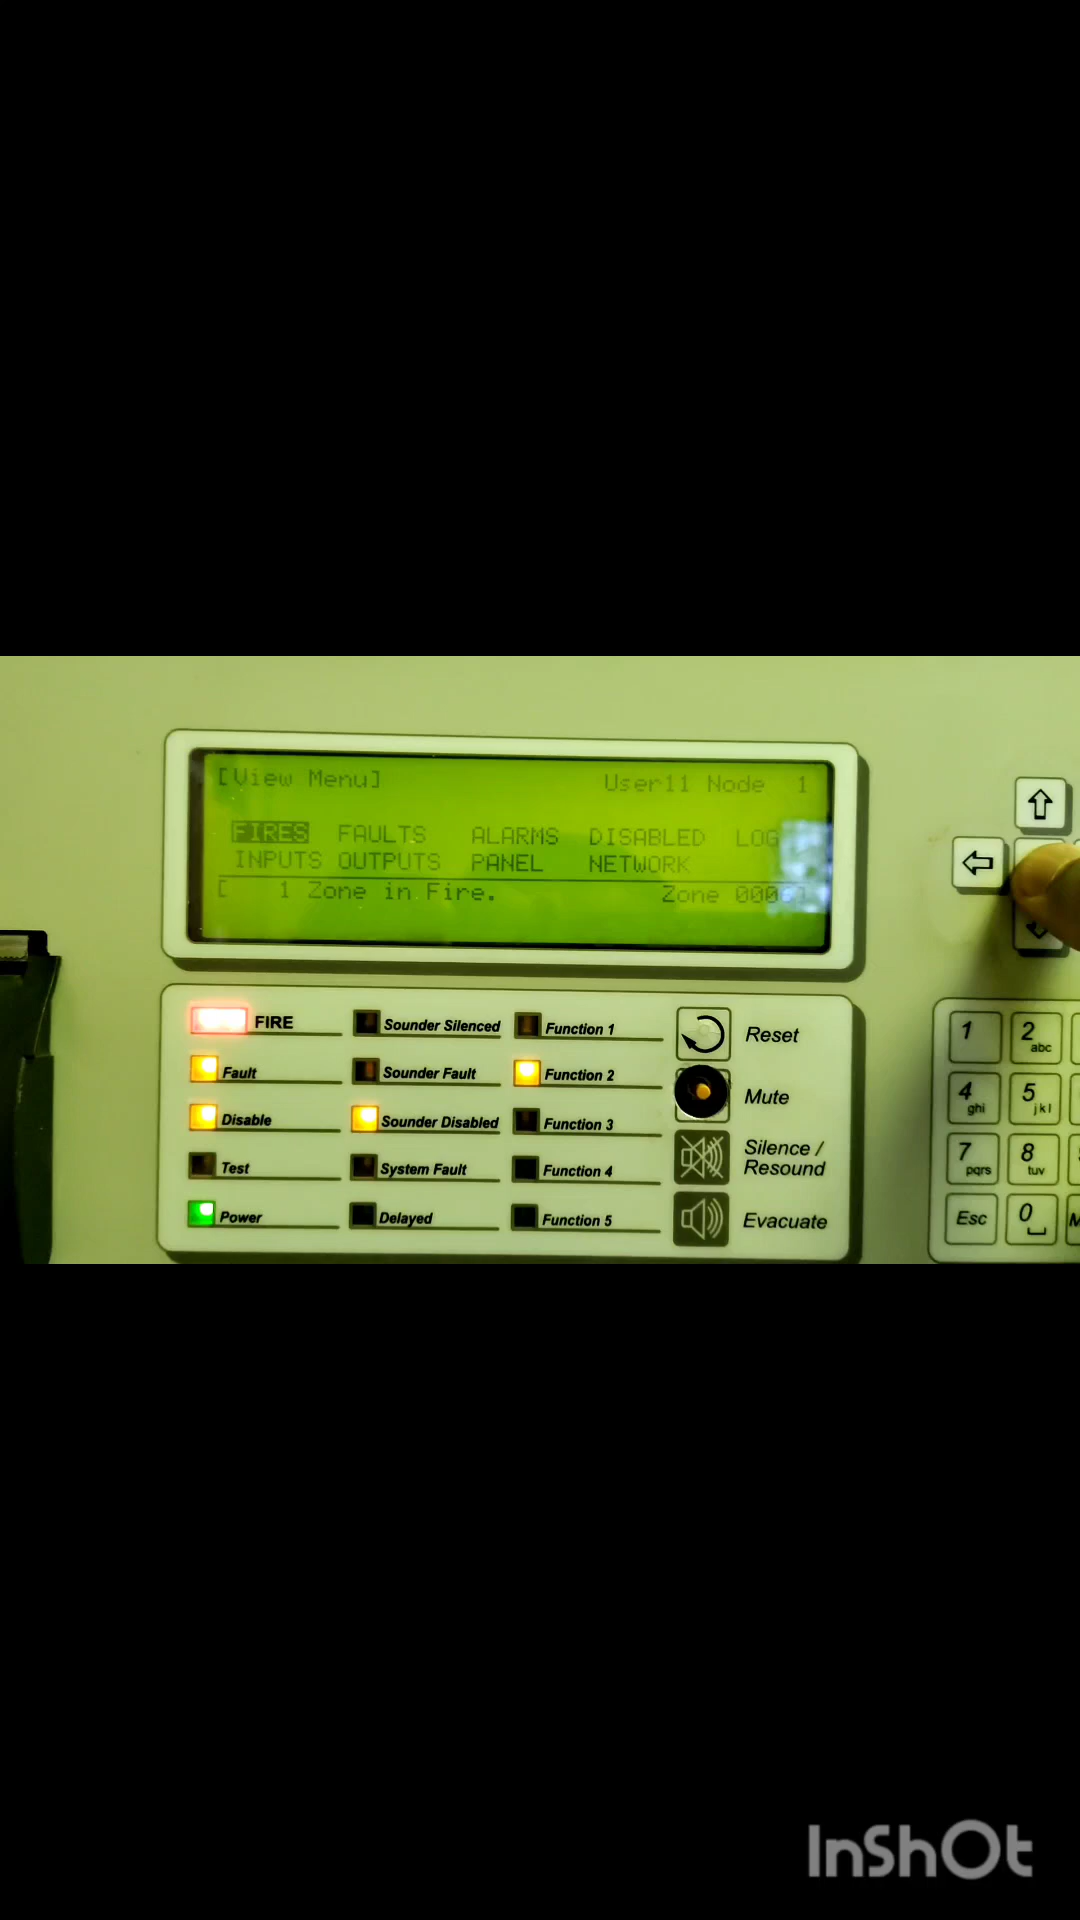 [View Menu] User11 Node 1
FIRES FAULTS ALARMS DISABLED LOG
INPUTS OUTPUTS PANEL NETWORK
[ 1 Zone in Fire. Zone
FIRE
Fault
Disable
Test
Power
Sounder Silenced
Sounder Fault
Sounder Disabled
System Fault
Delayed
Function 1
Function 2
Function 3
Function 4
Function 5
Reset
Mute
Silence /
Resound
Evacuate
1 2 abc
4 ghi 5 jkl
7 pqrs 8 tuv
Esc 0
InShOt